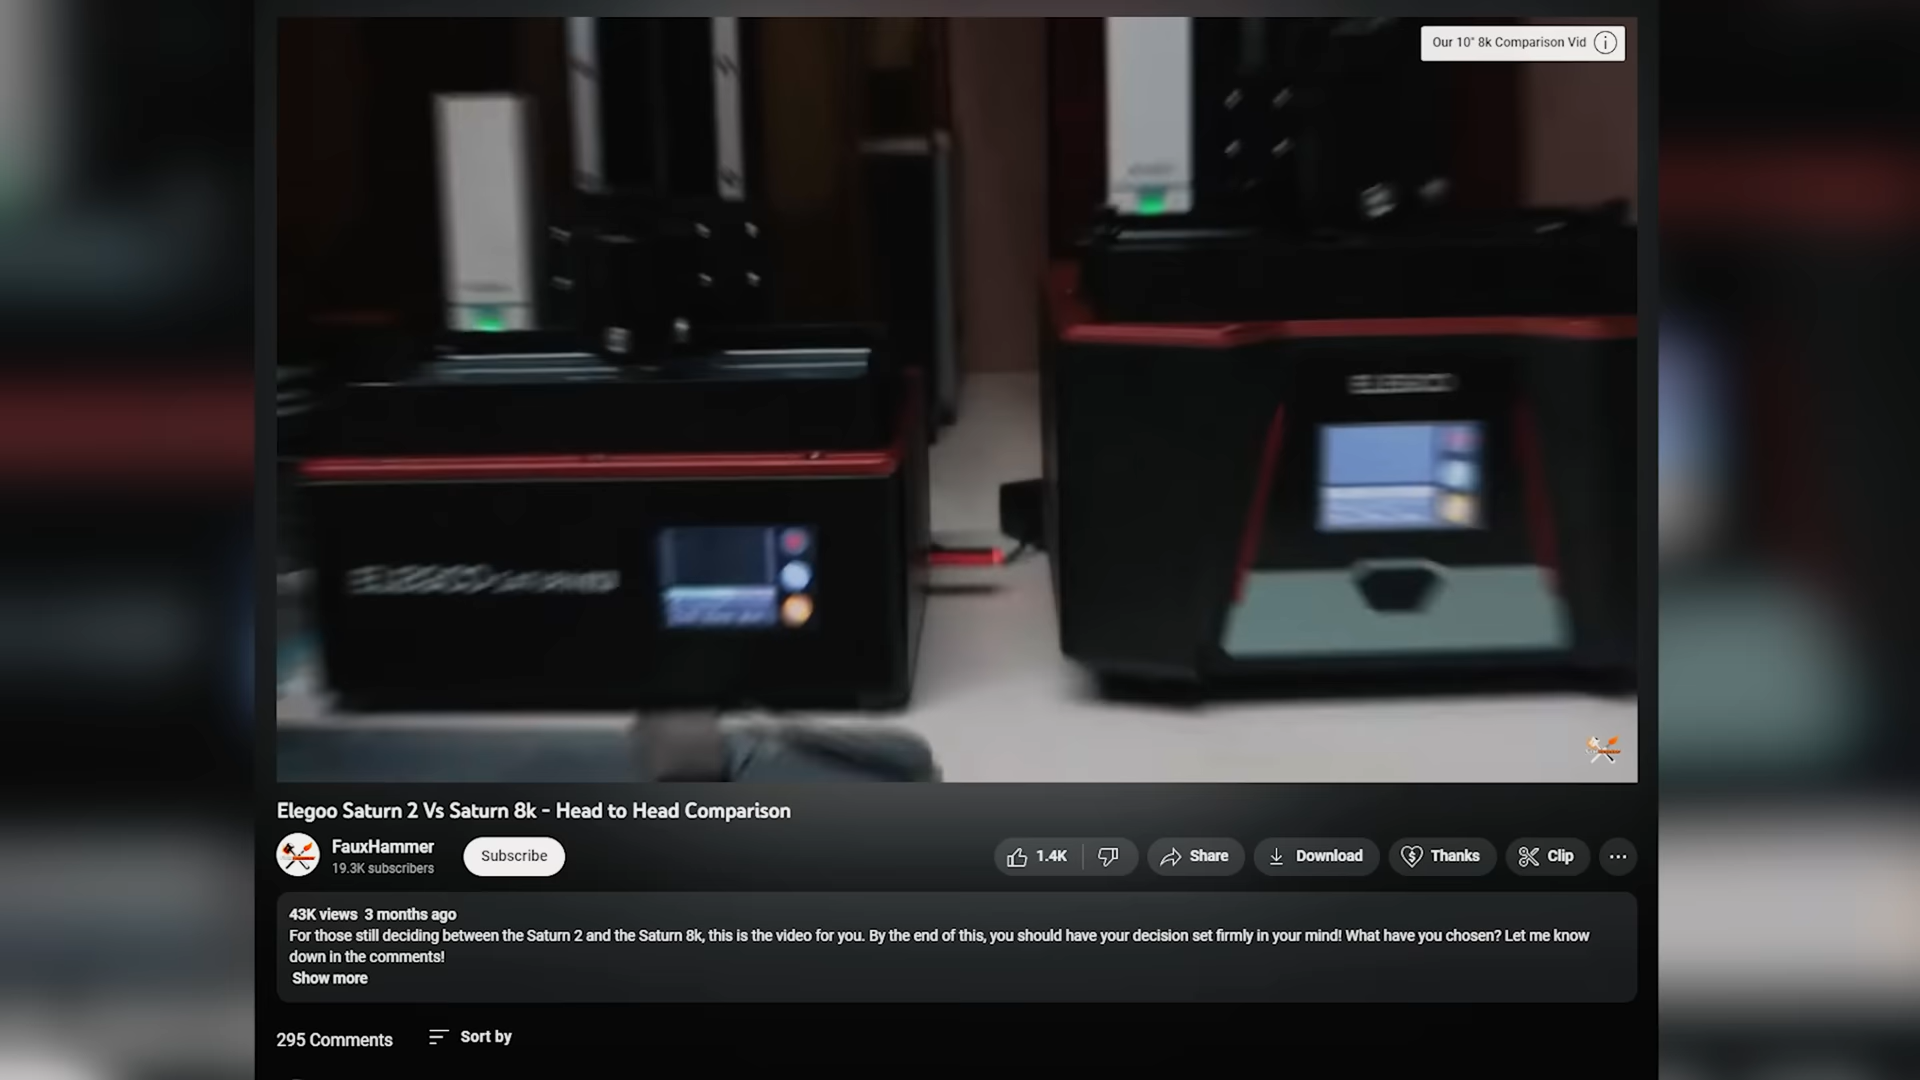 Our 10" 8k Comparison Vid
ELEGOO
Elegoo Saturn 2 Vs Saturn 8k - Head to Head Comparison
FauxHammer
19.3K subscribers
Subscribe
1.4K
Share
Download
Thanks
Clip
43K views 3 months ago
For those still deciding between the Saturn 2 and the Saturn 8k, this is the video for you. By the end of this, you should have your decision set firmly in your mind! What have you chosen? Let me know
down in the comments!
Show more
295 Comments
Sort by